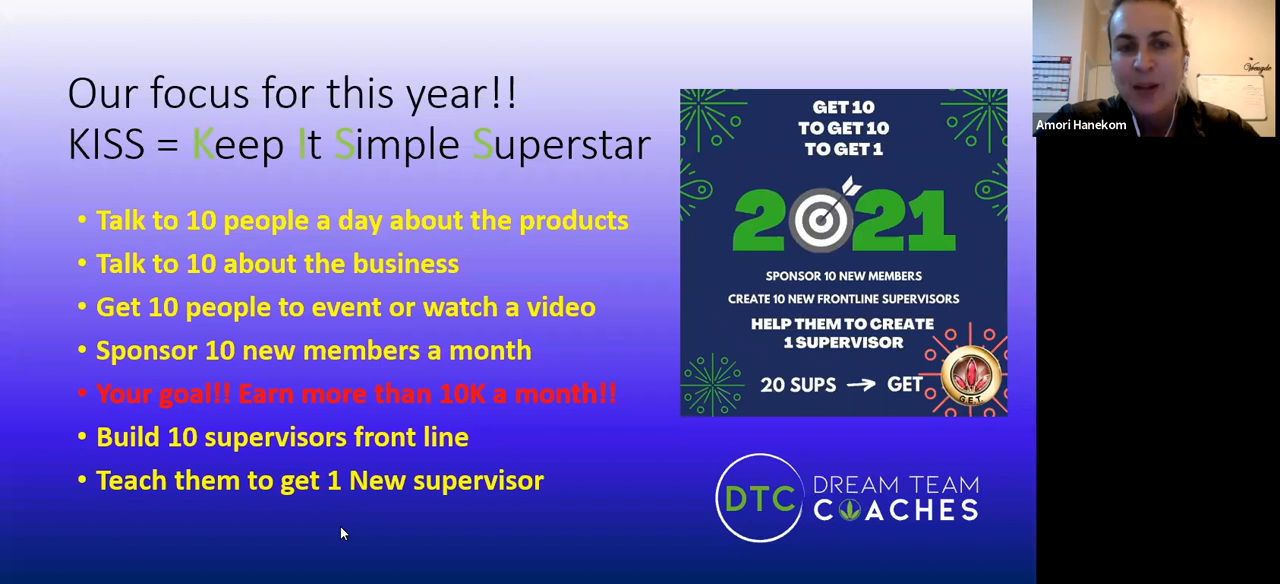 Our focus for this year!!
KISS = Keep It Simple Superstar
• Talk to 10 people a day about the products
• Talk to 10 about the business
• Get 10 people to event or watch a video
• Sponsor 10 new members a month
• Your goal!! Earn more than 10K a month!!
• Build 10 supervisors front line
• Teach them to get 1 New supervisor
GET 10
TO GET 10
TO GET 1
2021
SPONSOR 10 NEW MEMBERS
CREATE 10 NEW FRONTLINE SUPERVISORS
HELP THEM TO CREATE
1 SUPERVISOR
20 SUPS → GET
G.E.T.
DTC
DREAM TEAM
COACHES
Amori Hanekom